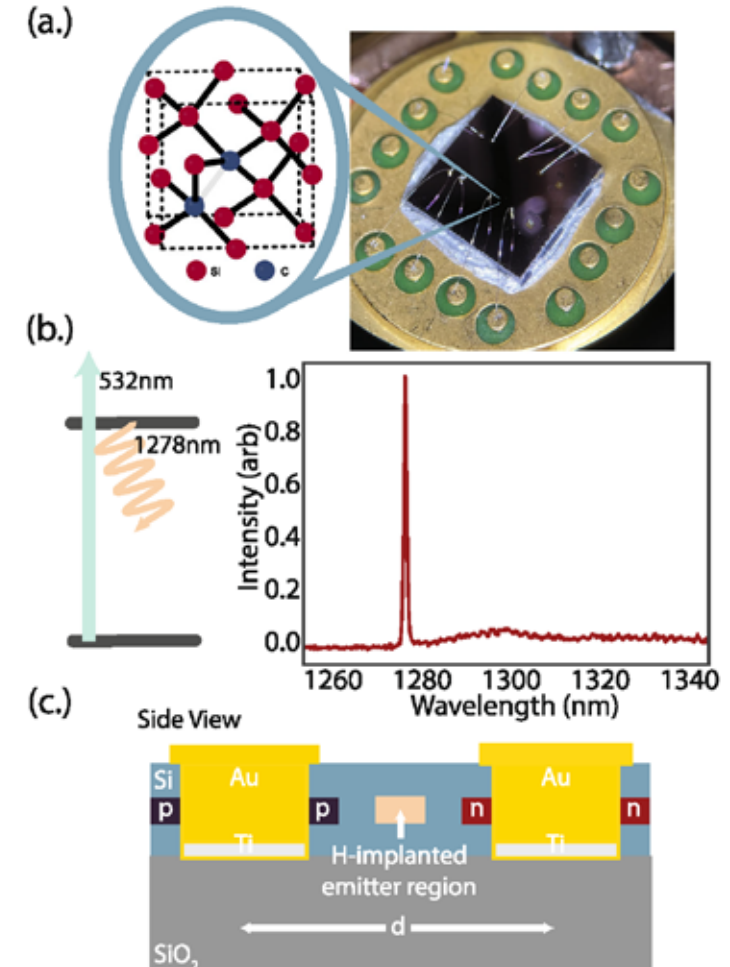 (a.)
Si C
(b.)
532nm
1278nm
Intensity (arb)
1.0
0.8
0.6
0.4
0.2
0.0
1260 1280 1300 1320 1340
Wavelength (nm)
(c.)
Side View
Si Au Au
p p n n
Ti Ti
H-implanted
emitter region
d
SiO₂